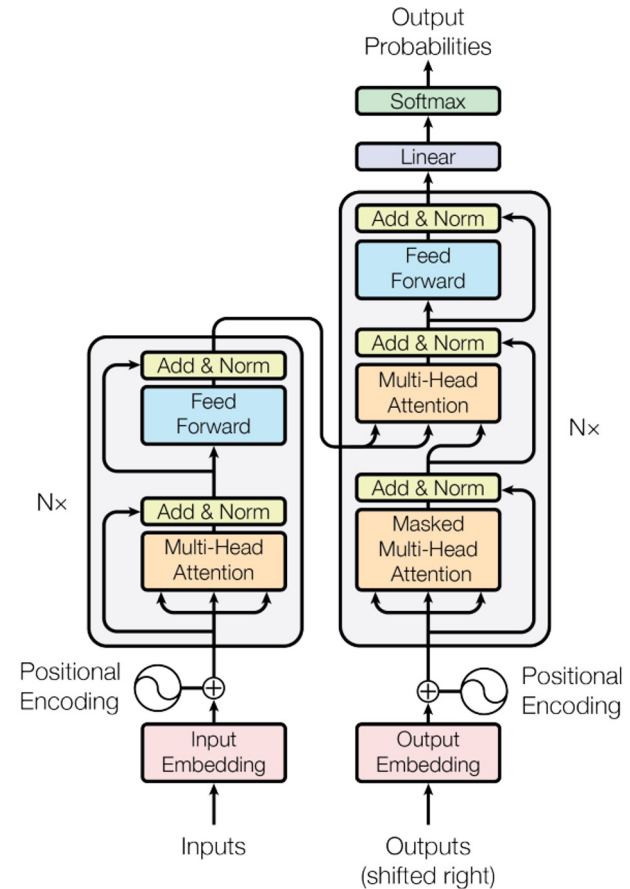 Output
Probabilities
Softmax
Linear
Add & Norm
Feed
Forward
Add & Norm
Multi-Head
Attention
Nx
Add & Norm
Masked
Multi-Head
Attention
Add & Norm
Feed
Forward
Nx
Add & Norm
Multi-Head
Attention
Positional
Encoding
Positional
Encoding
Input
Embedding
Output
Embedding
Inputs
Outputs
(shifted right)